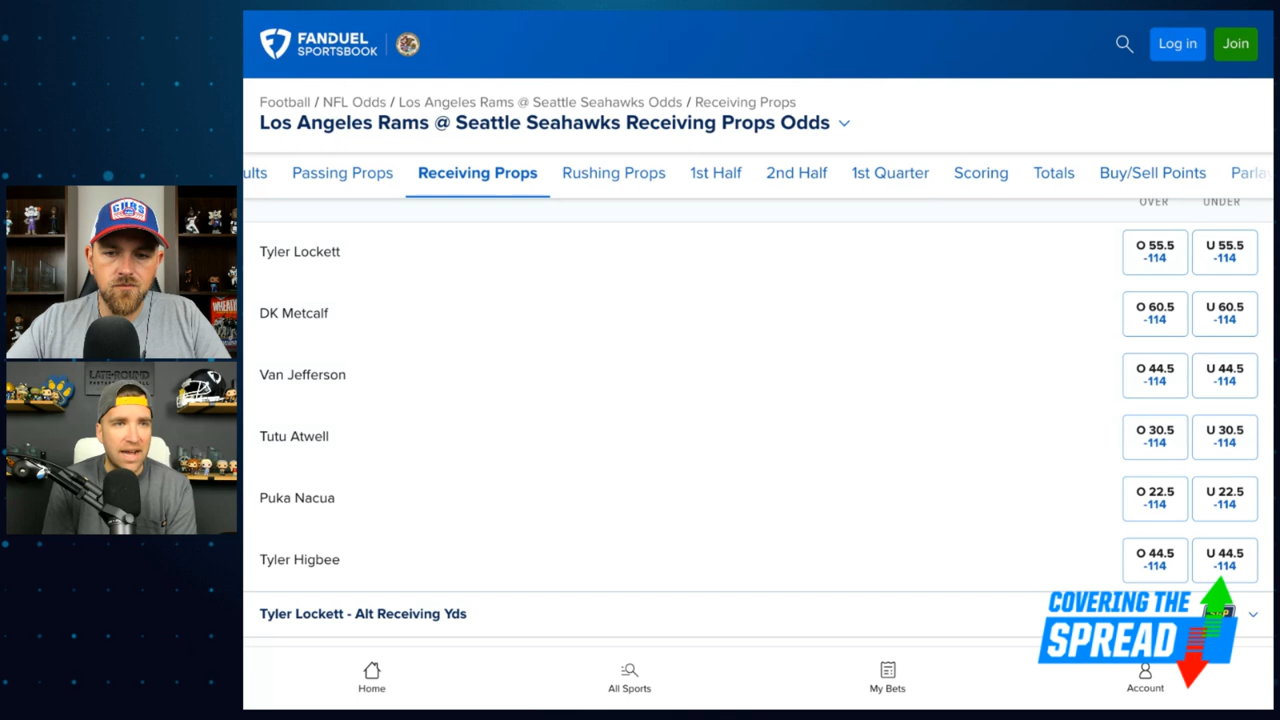 FANDUEL
SPORTSBOOK
Log in
Join
Football / NFL Odds / Los Angeles Rams @ Seattle Seahawks Odds / Receiving Props
Los Angeles Rams @ Seattle Seahawks Receiving Props Odds
ults Passing Props Receiving Props Rushing Props 1st Half 2nd Half 1st Quarter Scoring Totals Buy/Sell Points Parla
OVER UNDER
Tyler Lockett
O 55.5 U 55.5
-114 -114
DK Metcalf
O 60.5 U 60.5
-114 -114
Van Jefferson
O 44.5 U 44.5
-114 -114
Tutu Atwell
O 30.5 U 30.5
-114 -114
Puka Nacua
O 22.5 U 22.5
-114 -114
Tyler Higbee
O 44.5 U 44.5
-114 -114
Tyler Lockett - Alt Receiving Yds
COVERING THE
SPREAD
Home All Sports My Bets Account
CUBS
LATE-ROUND